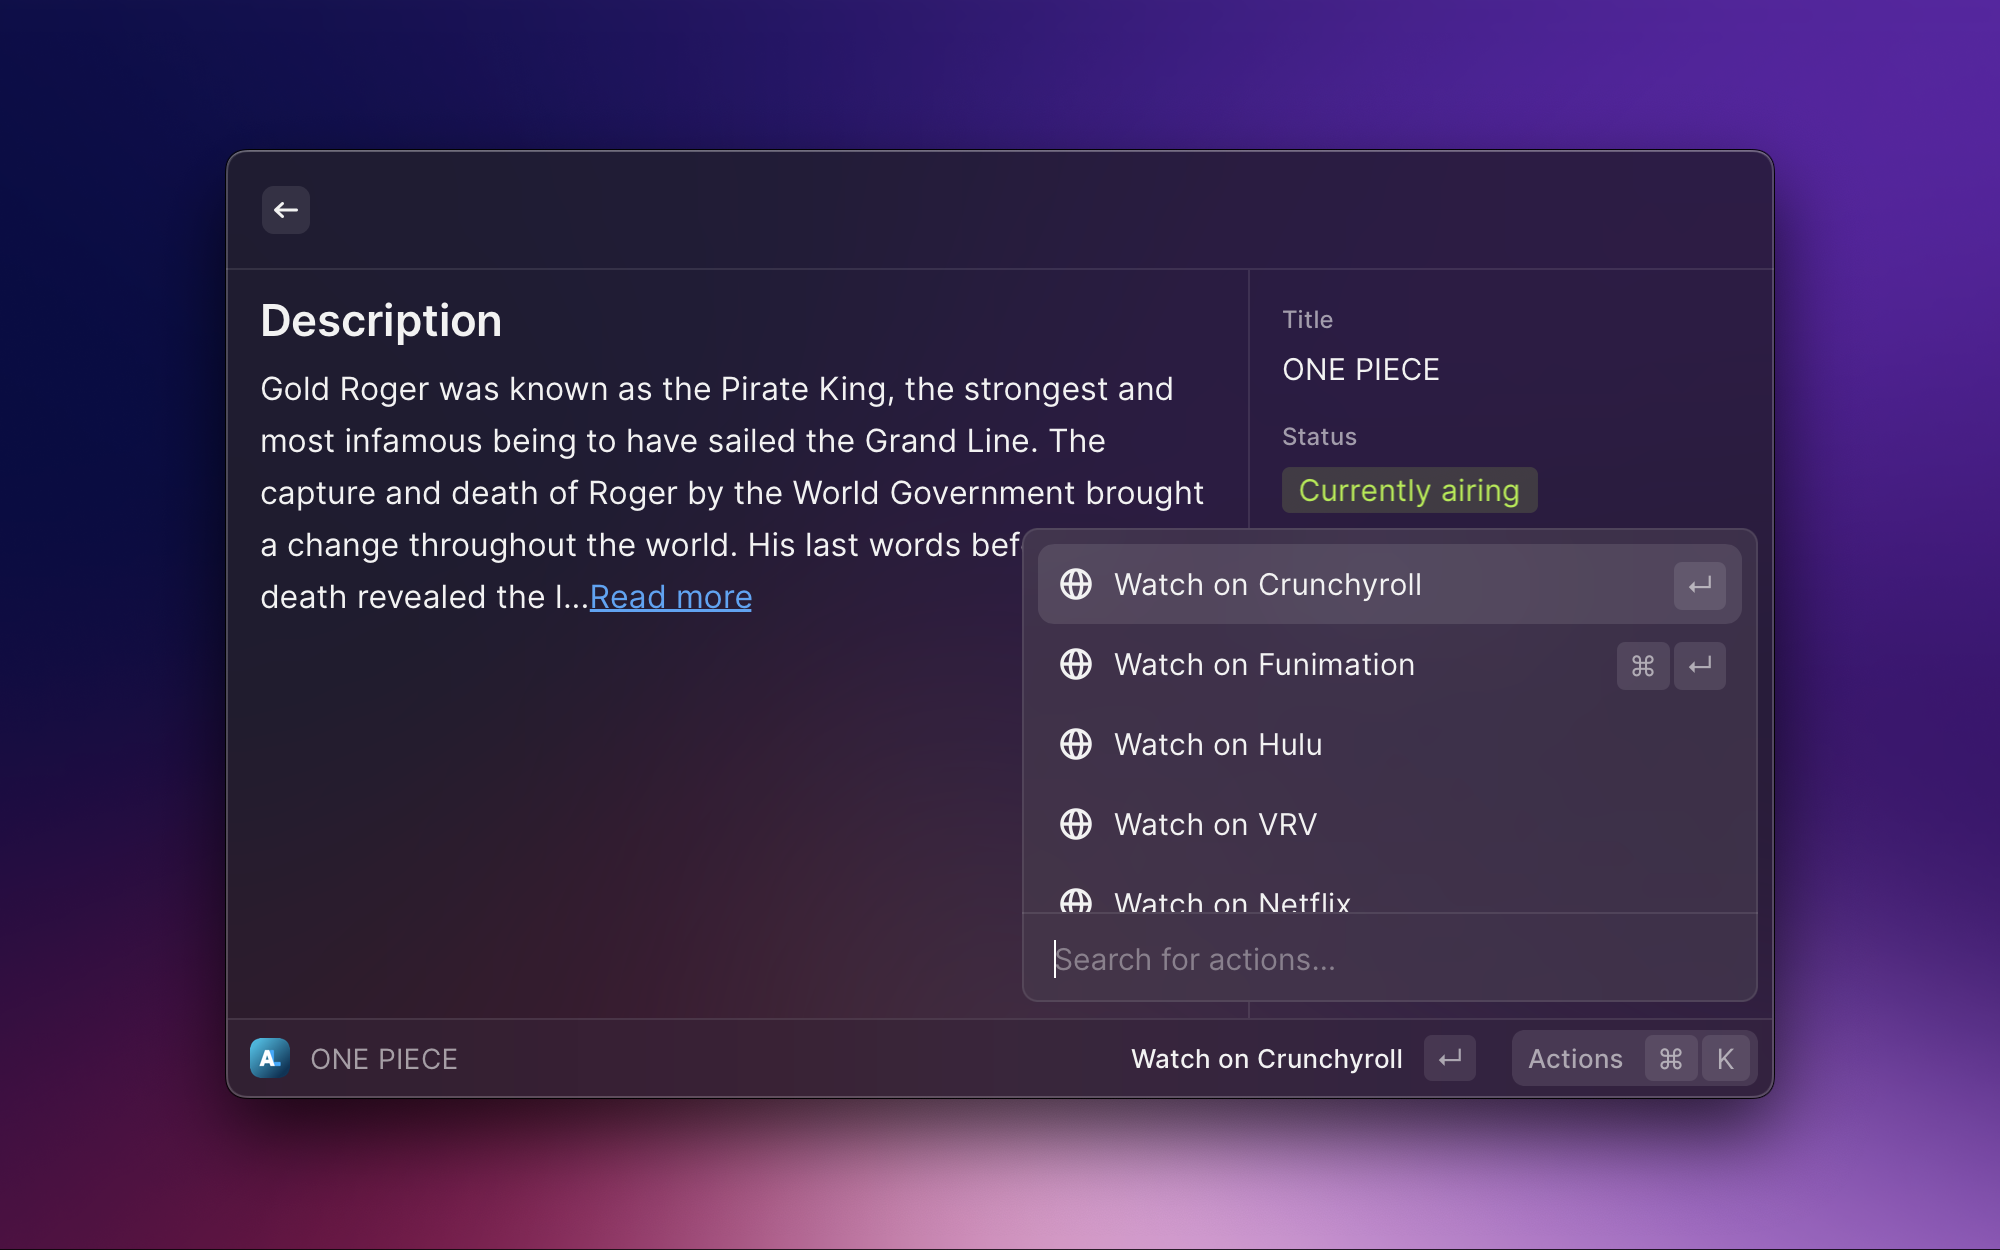 Description
Gold Roger was known as the Pirate King, the strongest and
most infamous being to have sailed the Grand Line. The
capture and death of Roger by the World Government brought
a change throughout the world. His last words
death revealed the l...Read more
Title
ONE PIECE
Status
Currently airing
Watch on Crunchyroll ↵
Watch on Funimation ⌘ ↵
Watch on Hulu
Watch on VRV
Watch on Netflix
Search for actions...
AL ONE PIECE
Watch on Crunchyroll ↵ Actions ⌘ K